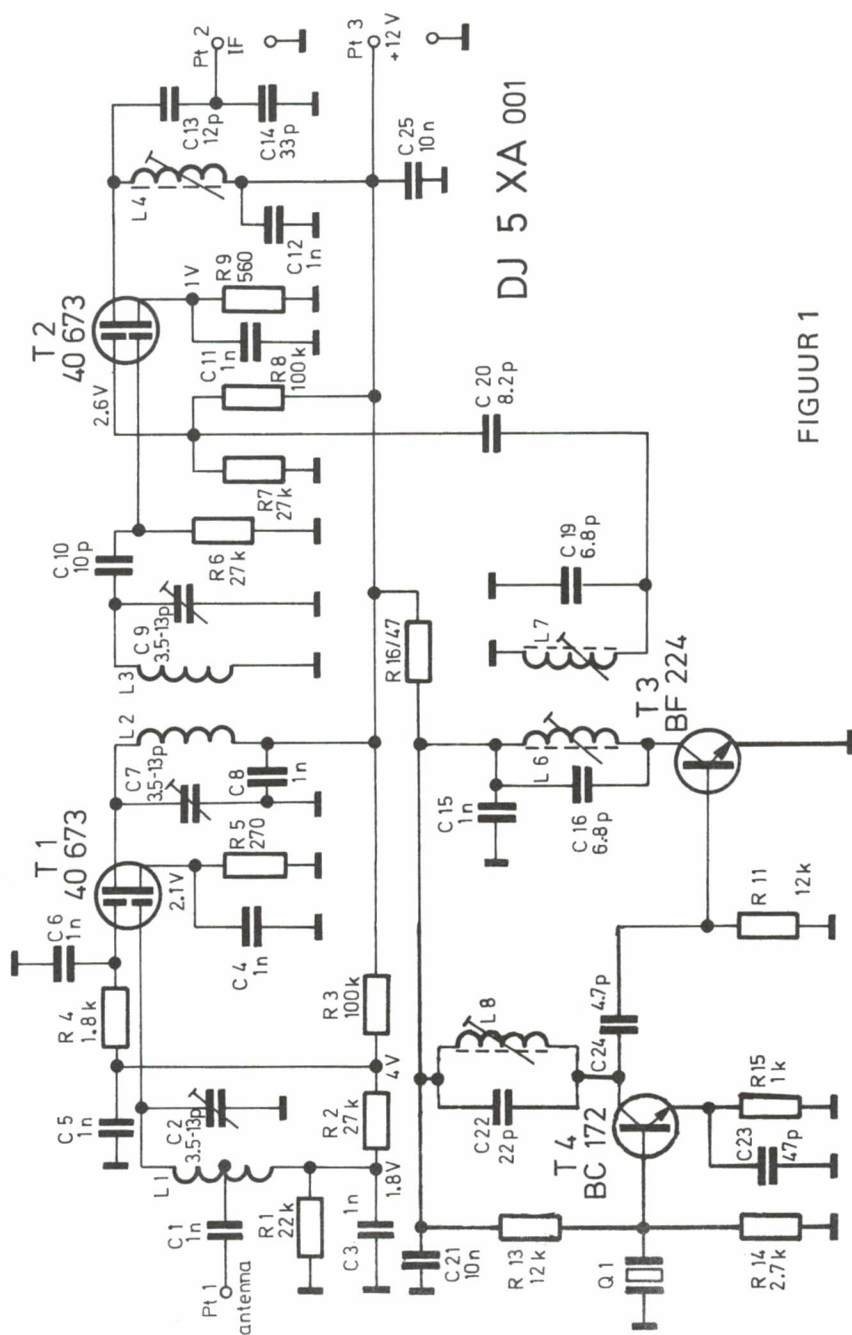 T 1
40 673
T 2
40 673
Pt 1
antenna
C 1
1n
L 1
R 1
22 k
C 5
1n
C 2
3.5-13p
C 3
1n
1.8V
R 2
27k
4V
R 4
1.8k
C 6
1n
R 3
100k
2.1V
C 4
1n
R 5
270
C 7
3.5-13p
C 8
1n
L 2
L 3
C 9
3.5-13p
C 10
10p
R 6
27k
2.6V
R 7
27k
R 8
100k
C 11
1n
1V
R 9
560
L 4
C 12
1n
C 13
12p
C 14
33p
Pt 2
IF
Pt 3
+12 V
C 25
10n
C 21
10n
R 13
12k
Q 1
R 14
2.7k
T 4
BC 172
C22
22p
L 8
C 24
4.7p
C23
47p
R15
1k
R 11
12k
R 16/47
C 15
1n
C 16
6.8p
L 6
L 7
T 3
BF 224
C 19
6.8p
C 20
8.2p
DJ 5 XA 001
FIGUUR 1